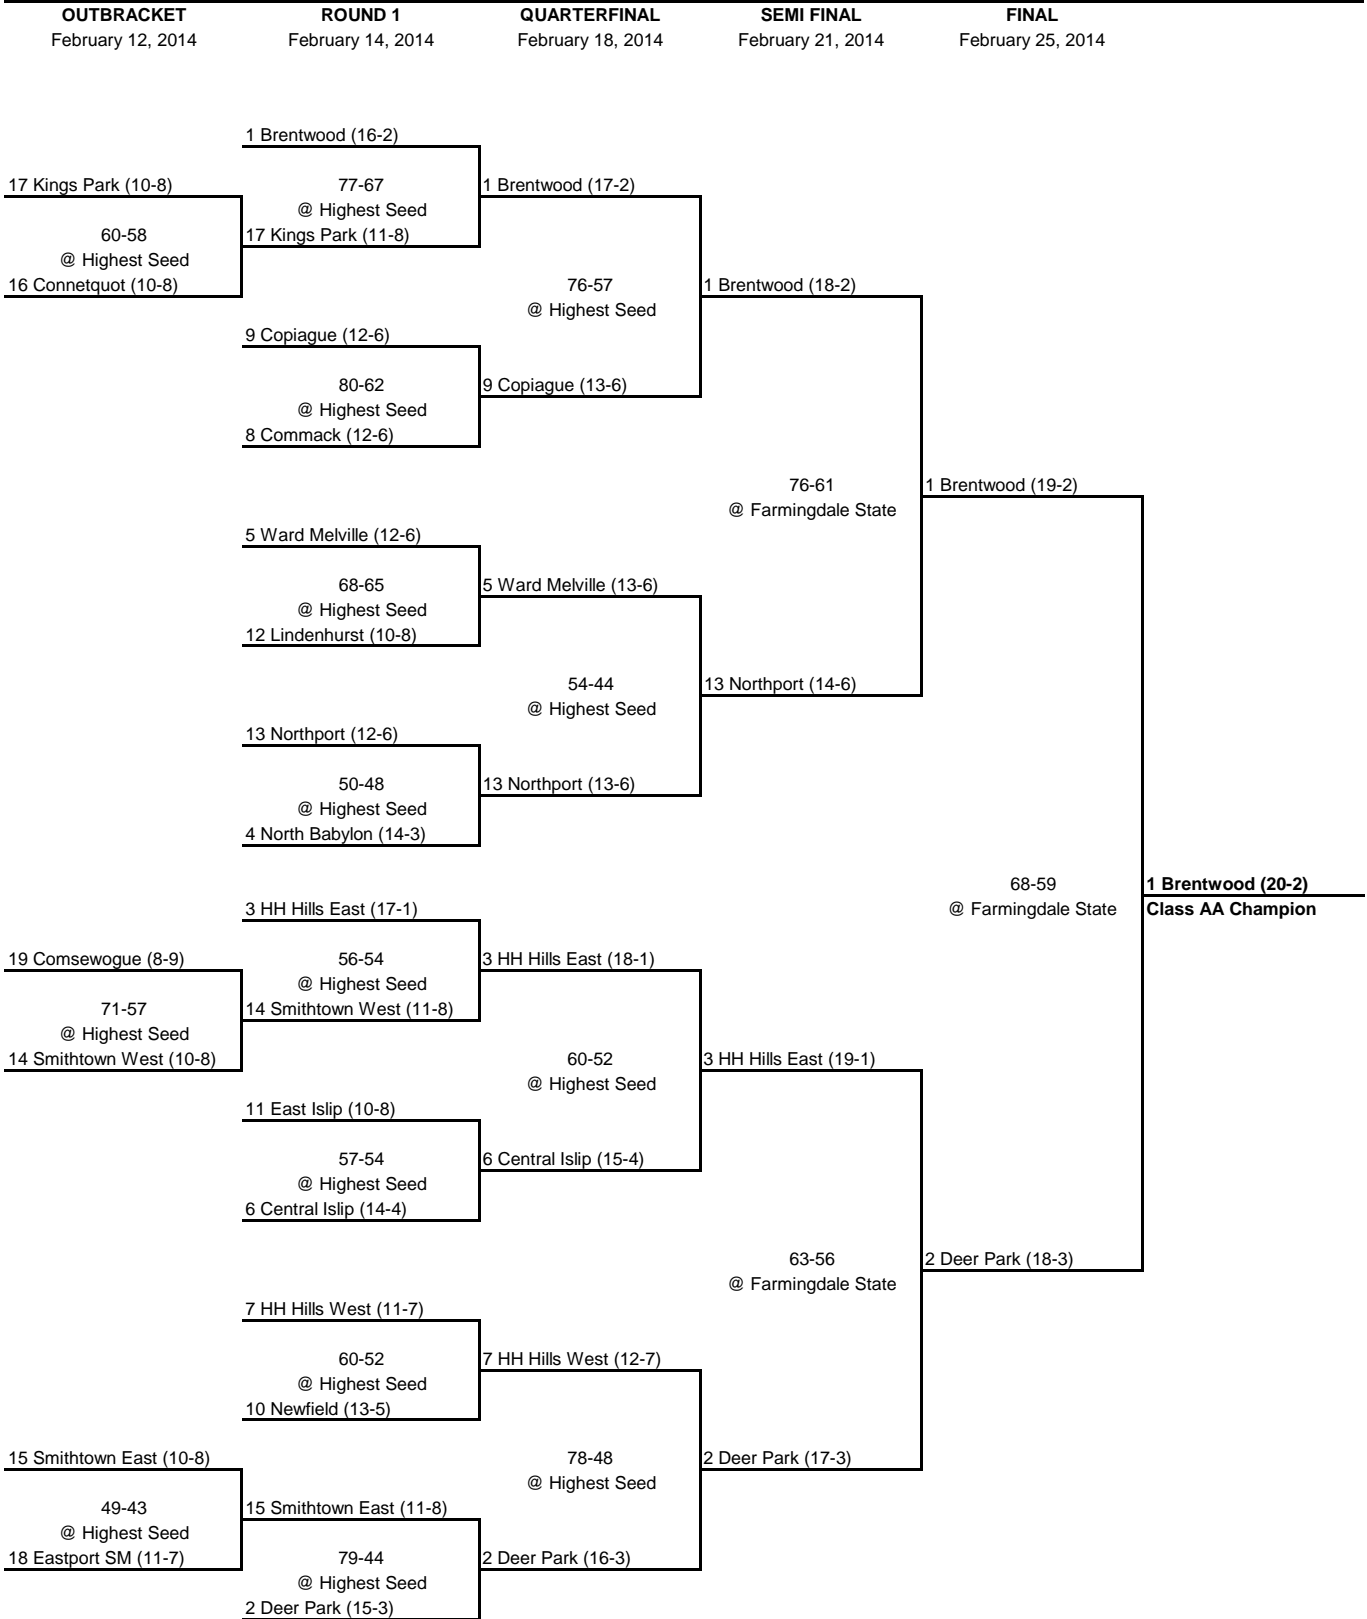 OUTBRACKET ROUND 1 QUARTERFINAL SEMI FINAL FINAL
February 12, 2014 February 14, 2014 February 18, 2014 February 21, 2014 February 25, 2014
1 Brentwood (16-2)
17 Kings Park (10-8) 77-67 1 Brentwood (17-2)
@ Highest Seed
60-58 17 Kings Park (11-8)
@ Highest Seed
16 Connetquot (10-8) 76-57 1 Brentwood (18-2)
@ Highest Seed
9 Copiague (12-6)
80-62 9 Copiague (13-6)
@ Highest Seed
8 Commack (12-6)
76-61 1 Brentwood (19-2)
@ Farmingdale State
5 Ward Melville (12-6)
68-65 5 Ward Melville (13-6)
@ Highest Seed
12 Lindenhurst (10-8)
54-44 13 Northport (14-6)
@ Highest Seed
13 Northport (12-6)
50-48 13 Northport (13-6)
@ Highest Seed
4 North Babylon (14-3)
68-59 1 Brentwood (20-2)
3 HH Hills East (17-1) @ Farmingdale State Class AA Champion
19 Comsewogue (8-9) 56-54 3 HH Hills East (18-1)
@ Highest Seed
71-57 14 Smithtown West (11-8)
@ Highest Seed
14 Smithtown West (10-8) 60-52 3 HH Hills East (19-1)
@ Highest Seed
11 East Islip (10-8)
57-54 6 Central Islip (15-4)
@ Highest Seed
6 Central Islip (14-4)
63-56 2 Deer Park (18-3)
@ Farmingdale State
7 HH Hills West (11-7)
60-52 7 HH Hills West (12-7)
@ Highest Seed
10 Newfield (13-5)
15 Smithtown East (10-8) 78-48 2 Deer Park (17-3)
@ Highest Seed
49-43 15 Smithtown East (11-8)
@ Highest Seed
18 Eastport SM (11-7) 79-44 2 Deer Park (16-3)
@ Highest Seed
2 Deer Park (15-3)